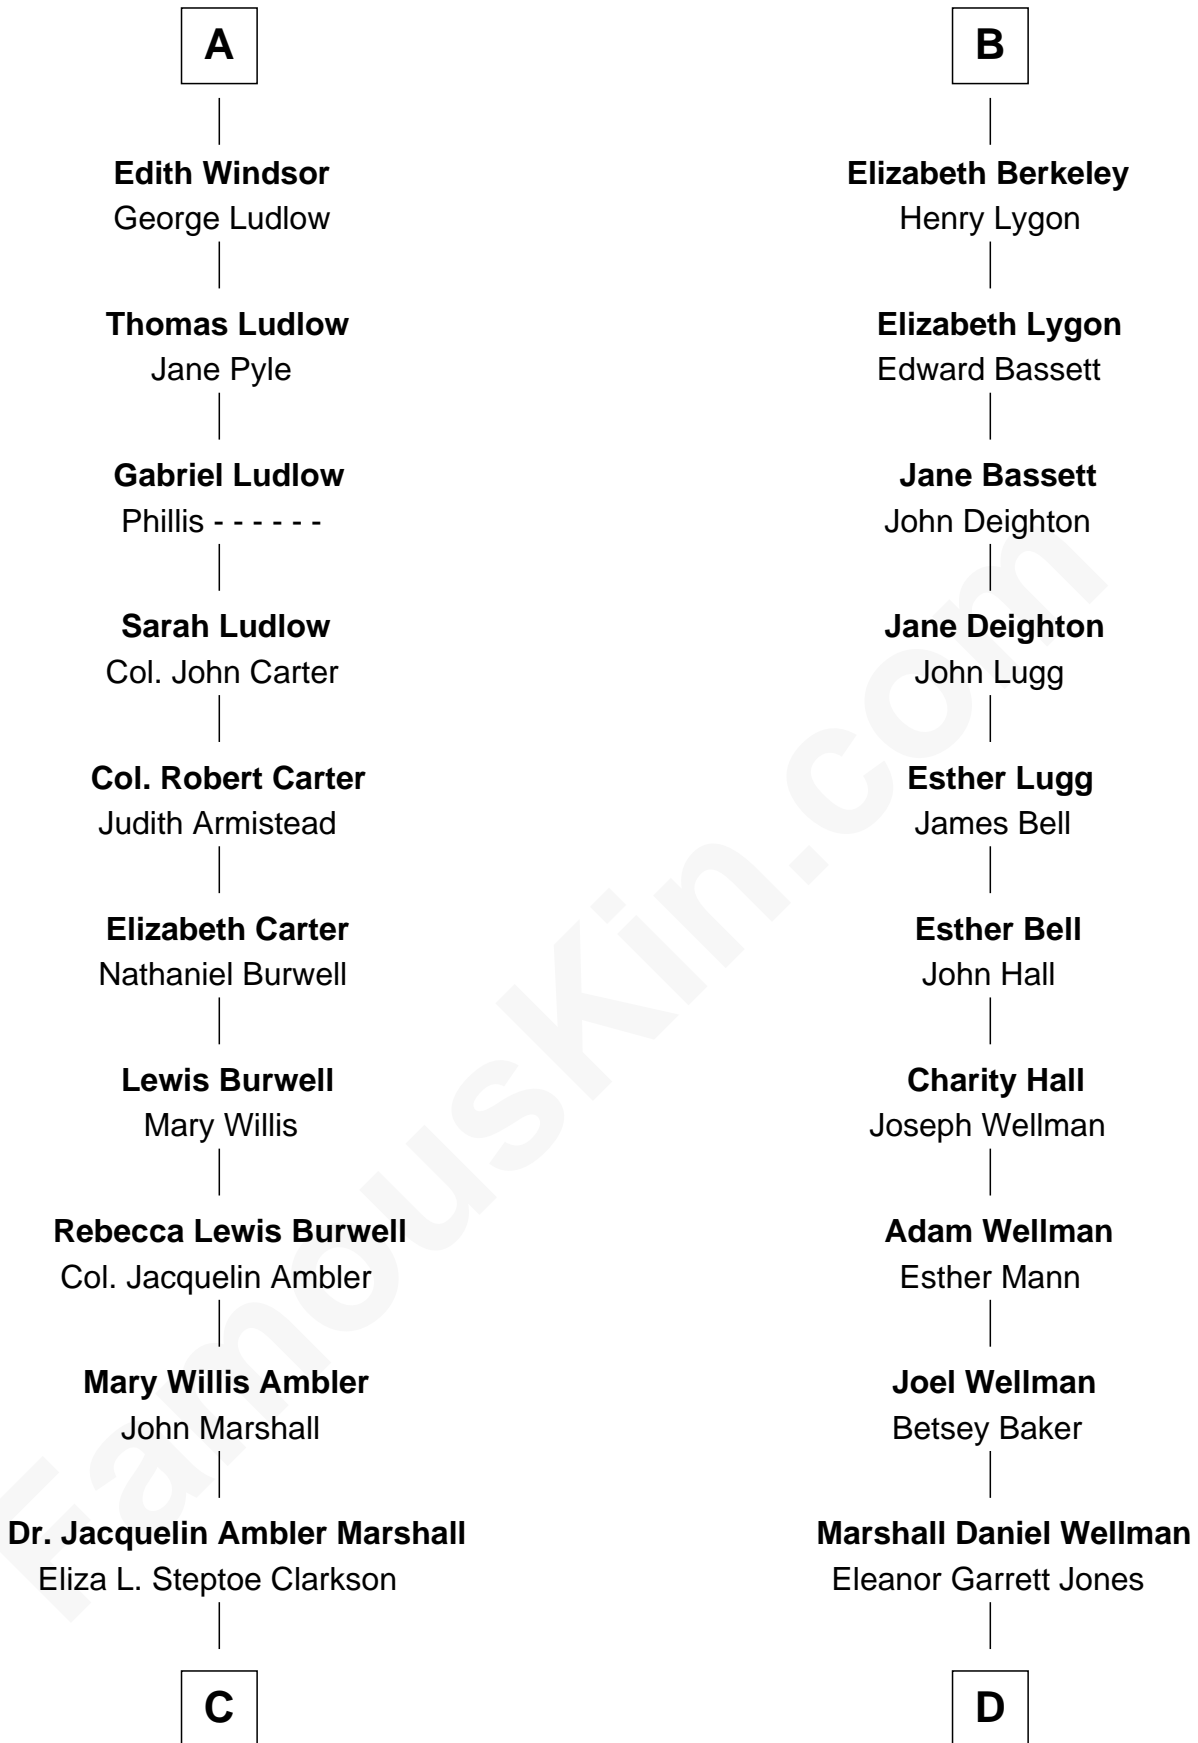 A
Edith Windsor
George Ludlow
Thomas Ludlow
Jane Pyle
Gabriel Ludlow
Phillis - - - - - -
Sarah Ludlow
Col. John Carter
Col. Robert Carter
Judith Armistead
Elizabeth Carter
Nathaniel Burwell
Lewis Burwell
Mary Willis
Rebecca Lewis Burwell
Col. Jacquelin Ambler
Mary Willis Ambler
John Marshall
Dr. Jacquelin Ambler Marshall
Eliza L. Steptoe Clarkson
C
B
Elizabeth Berkeley
Henry Lygon
Elizabeth Lygon
Edward Bassett
Jane Bassett
John Deighton
Jane Deighton
John Lugg
Esther Lugg
James Bell
Esther Bell
John Hall
Charity Hall
Joseph Wellman
Adam Wellman
Esther Mann
Joel Wellman
Betsey Baker
Marshall Daniel Wellman
Eleanor Garrett Jones
D
FamousKin.com